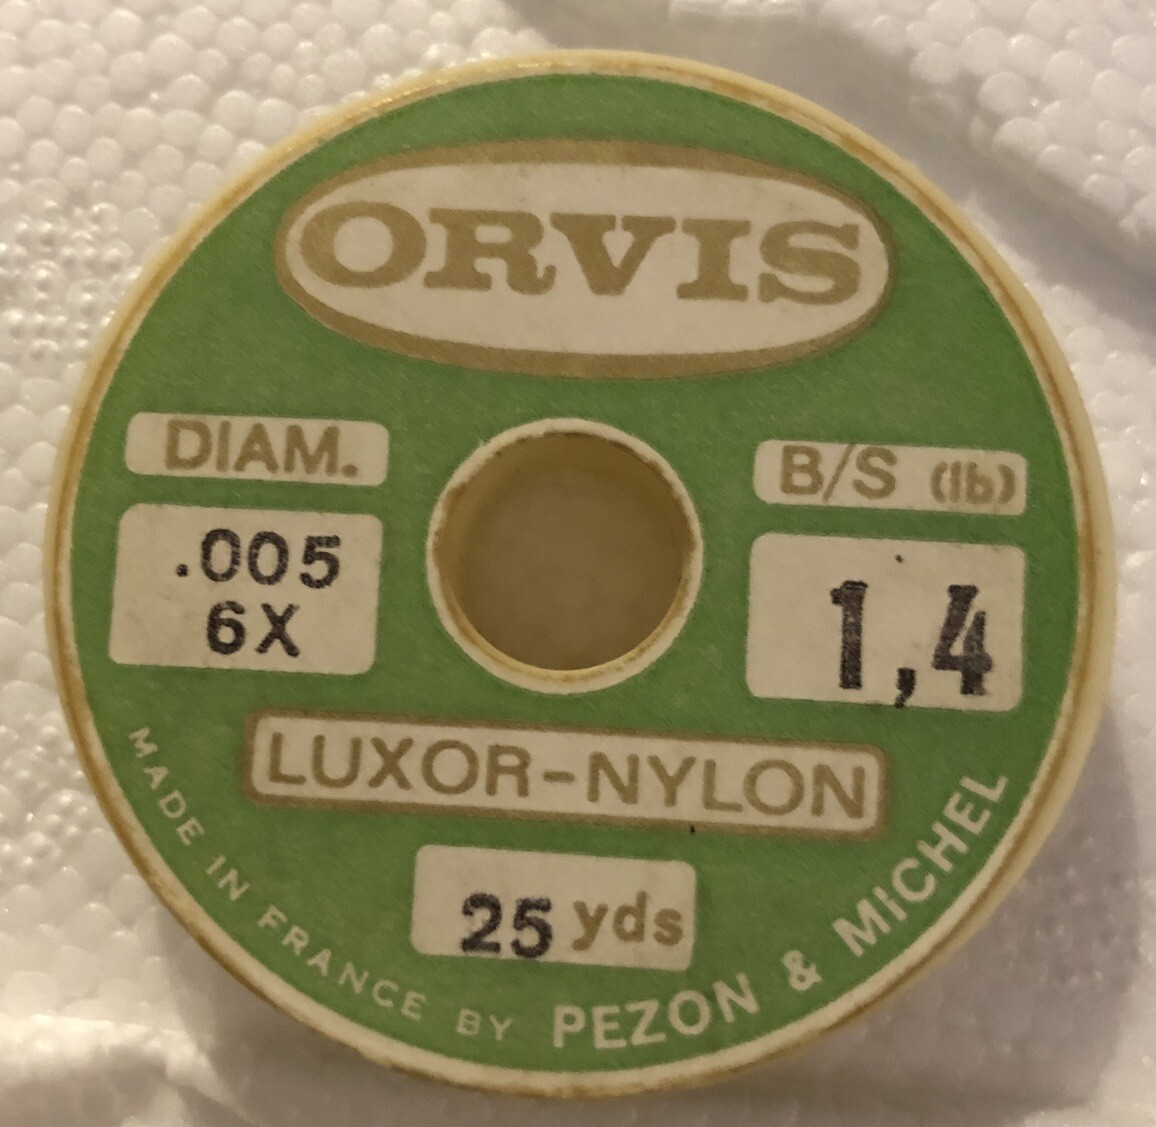 ORVIS
DIAM.
.005
6X
B/S (lb)
1,4
LUXOR-NYLON
25 yds
MADE IN FRANCE BY PEZON & MICHEL